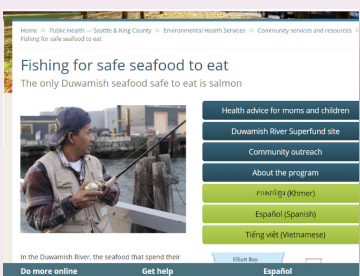 Home » Public Health — Seattle & King County » Environmental Health Services » Community services and resources »
Fishing for safe seafood to eat
Fishing for safe seafood to eat
The only Duwamish seafood safe to eat is salmon
Health advice for moms and children
Duwamish River Superfund site
Community outreach
About the program
ភាសាខ្មែរ (Khmer)
Español (Spanish)
Tiếng việt (Vietnamese)
In the Duwamish River, the seafood that spend their
Elliott Bay
Do more online
Get help
Español